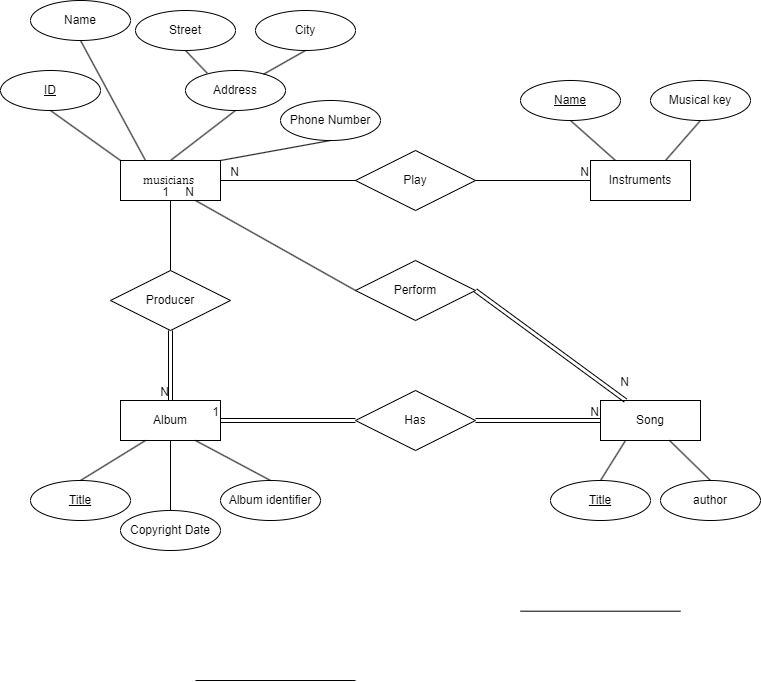 Name
Street
City
ID
Address
Name
Musical key
Phone Number
musicians
1
N
N
Play
N
Instruments
Producer
Perform
N
N
Album
1
Has
N
Song
Title
Copyright Date
Album identifier
Title
author